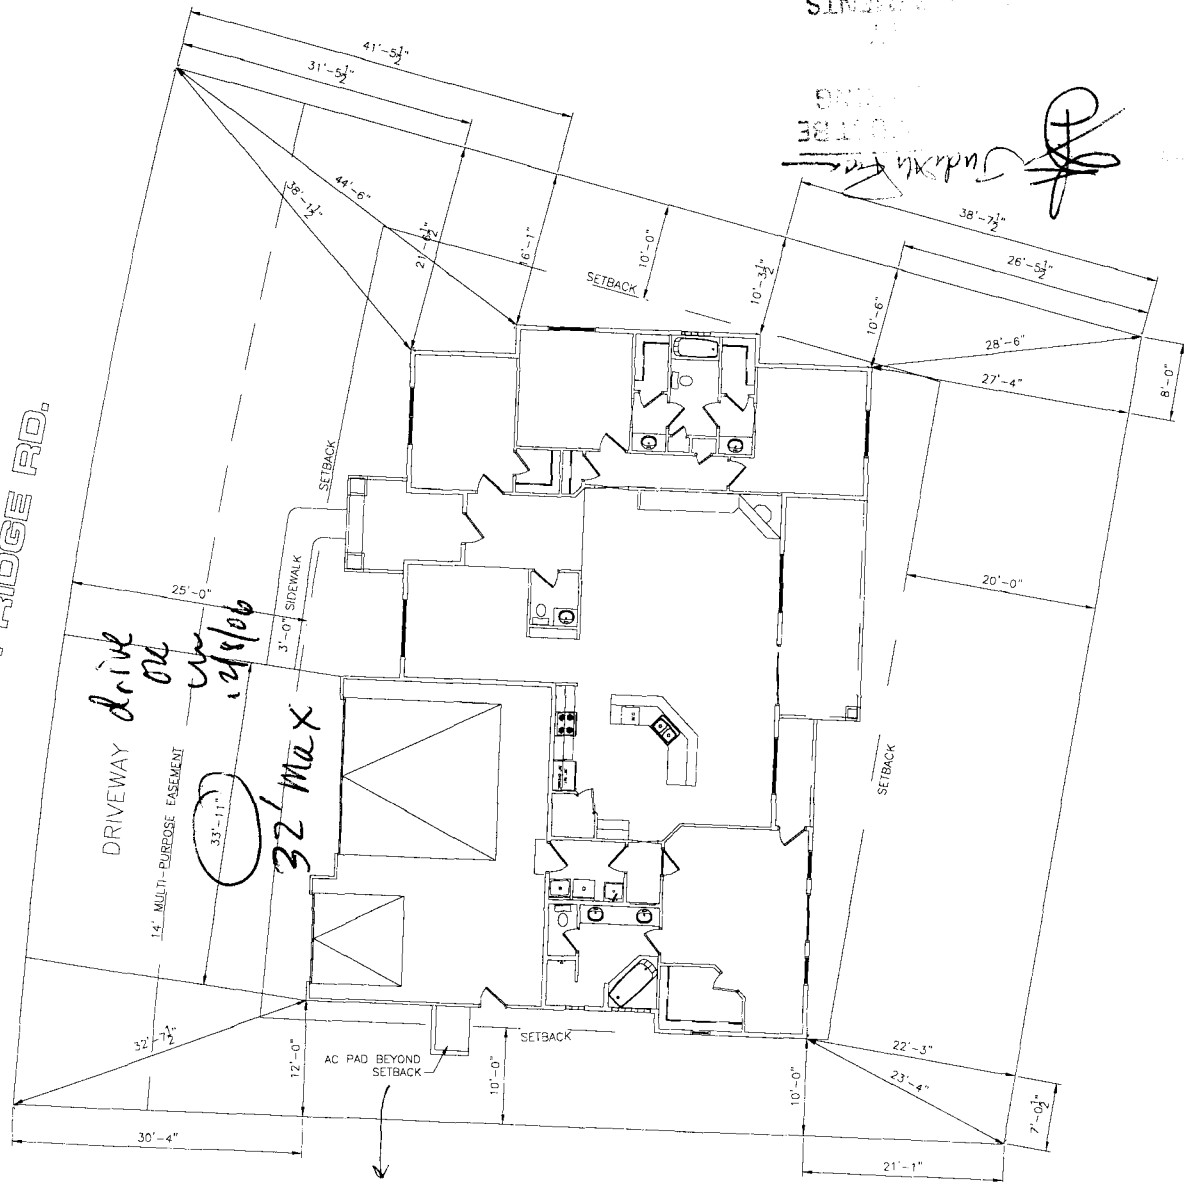 41'-5½"
31'-5½"
BE
38'-1½"
44'-6"
21'-6½"
16'-1"
SETBACK
10'-0"
10'-3½"
38'-7½"
26'-5½"
10'-6"
28'-6"
27'-4"
8'-0"
RIDGE RD.
SETBACK
25'-0"
3'-0" SIDEWALK
20'-0"
drive
ok
12/8/06
DRIVEWAY
14' MULTI-PURPOSE EASEMENT
33'-11"
32' Max
SETBACK
32'-7½"
12'-0"
AC PAD BEYOND
SETBACK
10'-0"
SETBACK
10'-0"
22'-3"
23'-4"
7'-0½"
30'-4"
21'-1"